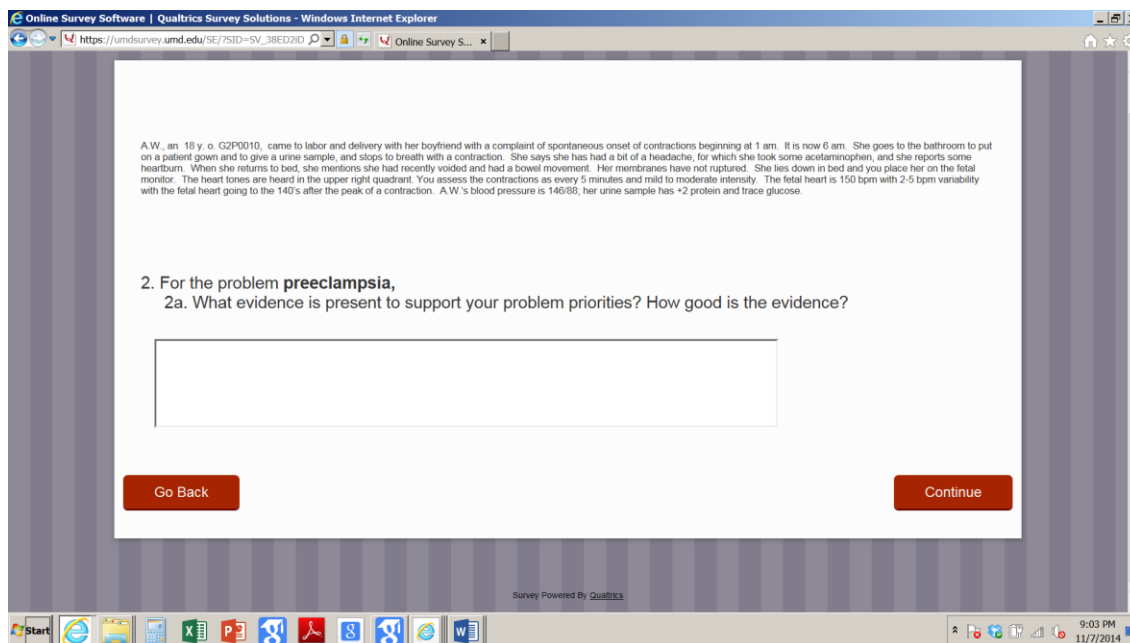 Online Survey Software | Qualtrics Survey Solutions - Windows Internet Explorer
https://umdsurvey.umd.edu/SE/?SID=SV_38ED2ID
Online Survey S...
A.W., an 18 y. o. G2P0010, came to labor and delivery with her boyfriend with a complaint of spontaneous onset of contractions beginning at 1 am. It is now 6 am. She goes to the bathroom to put
on a patient gown and to give a urine sample, and stops to breath with a contraction. She says she has had a bit of a headache, for which she took some acetaminophen, and she reports some
heartburn. When she returns to bed, she mentions she had recently voided and had a bowel movement. Her membranes have not ruptured. She lies down in bed and you place her on the fetal
monitor. The heart tones are heard in the upper right quadrant. You assess the contractions as every 5 minutes and mild to moderate intensity. The fetal heart is 150 bpm with 2-5 bpm variability
with the fetal heart going to the 140's after the peak of a contraction. A.W.'s blood pressure is 146/88; her urine sample has +2 protein and trace glucose.
2. For the problem preeclampsia,
2a. What evidence is present to support your problem priorities? How good is the evidence?
Go Back
Continue
Survey Powered By Qualtrics
Start
9:03 PM
11/7/2014